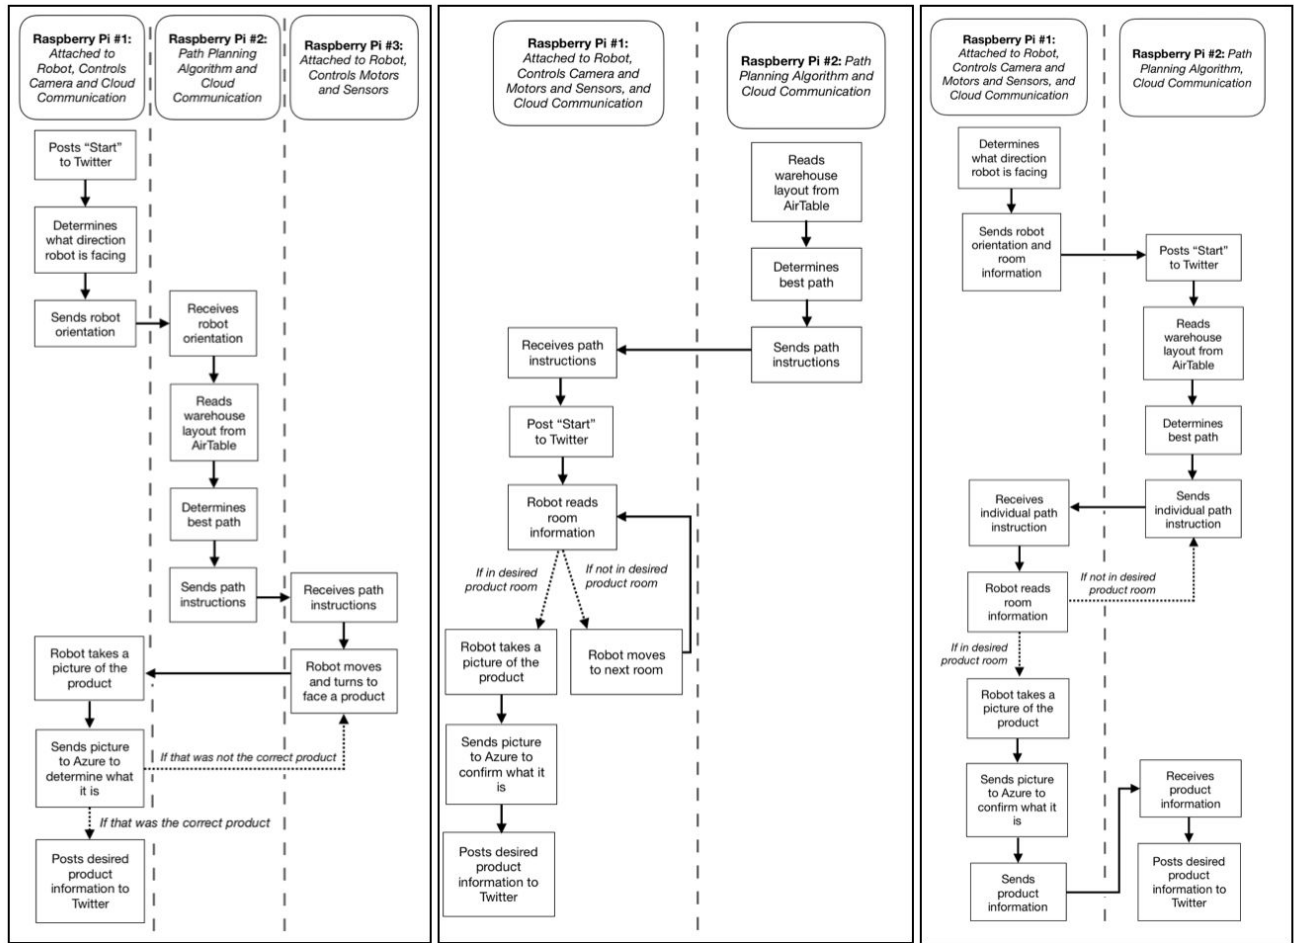 Raspberry Pi #1:
Attached to
Robot, Controls
Camera and Cloud
Communication
Raspberry Pi #2:
Path Planning
Algorithm and
Cloud
Communication
Raspberry Pi #3:
Attached to Robot,
Controls Motors
and Sensors
Posts “Start”
to Twitter
Determines
what direction
robot is facing
Sends robot
orientation
Receives
robot
orientation
Reads
warehouse
layout from
AirTable
Determines
best path
Sends path
instructions
Receives path
instructions
Robot moves
and turns to
face a product
Robot takes a
picture of the
product
Sends picture
to Azure to
determine what
it is
If that was not the correct product
If that was the correct product
Posts desired
product
information to
Twitter
Raspberry Pi #1:
Attached to Robot,
Controls Camera and
Motors and Sensors, and
Cloud Communication
Raspberry Pi #2: Path
Planning Algorithm and
Cloud Communication
Reads
warehouse
layout from
AirTable
Determines
best path
Sends path
instructions
Receives path
instructions
Post “Start”
to Twitter
Robot reads
room
information
If in desired
product room
If not in desired
product room
Robot takes a
picture of the
product
Robot moves
to next room
Sends picture
to Azure to
confirm what it
is
Posts desired
product
information to
Twitter
Raspberry Pi #1:
Attached to Robot,
Controls Camera and
Motors and Sensors, and
Cloud Communication
Raspberry Pi #2: Path
Planning Algorithm,
Cloud Communication
Determines
what direction
robot is facing
Sends robot
orientation and
room
information
Posts “Start”
to Twitter
Reads
warehouse
layout from
AirTable
Determines
best path
Sends
individual path
instruction
Receives
individual path
instruction
Robot reads
room
information
If not in desired
product room
If in desired
product room
Robot takes a
picture of the
product
Sends picture
to Azure to
confirm what it
is
Sends
product
information
Receives
product
information
Posts desired
product
information to
Twitter